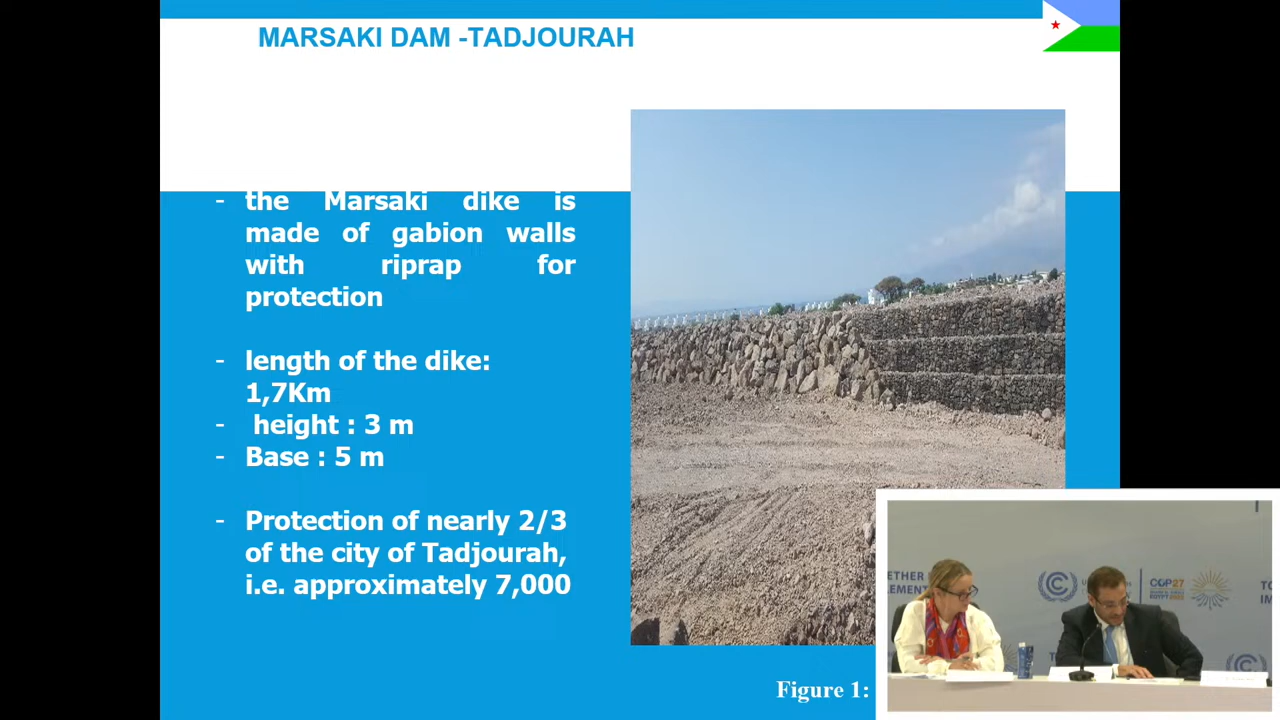 MARSAKI DAM -TADJOURAH
- the Marsaki dike is
made of gabion walls
with riprap for
protection
- length of the dike:
1,7Km
- height : 3 m
- Base : 5 m
- Protection of nearly 2/3
of the city of Tadjourah,
i.e. approximately 7,000
Figure 1:
COP27
EGYPT 2022